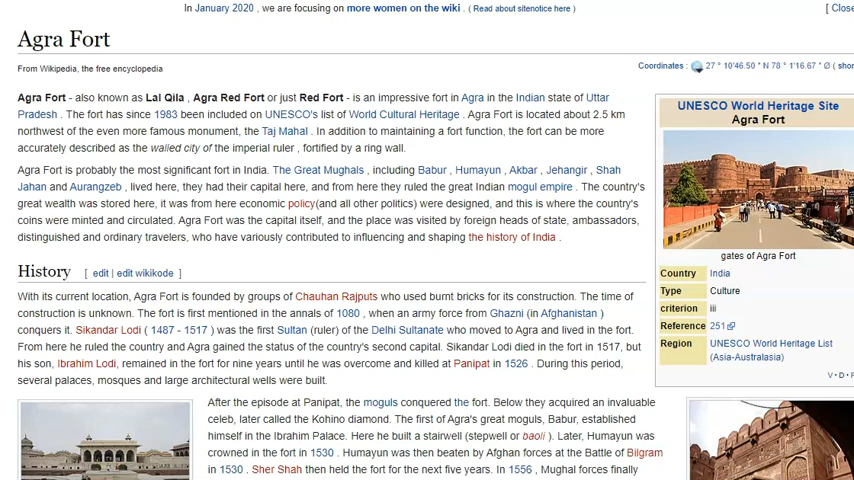 In January 2020 , we are focusing on more women on the wiki . ( Read about sitenotice here )
[ Close
Agra Fort
From Wikipedia, the free encyclopedia
Coordinates : 27 ° 10'46.50 " N 78 ° 1'16.67 " Ø ( shor
Agra Fort - also known as Lal Qila , Agra Red Fort or just Red Fort - is an impressive fort in Agra in the Indian state of Uttar
Pradesh . The fort has since 1983 been included on UNESCO's list of World Cultural Heritage . Agra Fort is located about 2.5 km
northwest of the even more famous monument, the Taj Mahal . In addition to maintaining a fort function, the fort can be more
accurately described as the walled city of the imperial ruler , fortified by a ring wall.
Agra Fort is probably the most significant fort in India. The Great Mughals , including Babur , Humayun , Akbar , Jehangir , Shah
Jahan and Aurangzeb , lived here, they had their capital here, and from here they ruled the great Indian mogul empire . The country's
great wealth was stored here, it was from here economic policy(and all other politics) were designed, and this is where the country's
coins were minted and circulated. Agra Fort was the capital itself, and the place was visited by foreign heads of state, ambassadors,
distinguished and ordinary travelers, who have variously contributed to influencing and shaping the history of India .
UNESCO World Heritage Site
Agra Fort
gates of Agra Fort
Country India
Type Culture
criterion iii
Reference 251
Region UNESCO World Heritage List
(Asia-Australasia)
V • D • R
History [ edit | edit wikikode ]
With its current location, Agra Fort is founded by groups of Chauhan Rajputs who used burnt bricks for its construction. The time of
construction is unknown. The fort is first mentioned in the annals of 1080 , when an army force from Ghazni (in Afghanistan )
conquers it. Sikandar Lodi ( 1487 - 1517 ) was the first Sultan (ruler) of the Delhi Sultanate who moved to Agra and lived in the fort.
From here he ruled the country and Agra gained the status of the country's second capital. Sikandar Lodi died in the fort in 1517, but
his son, Ibrahim Lodi, remained in the fort for nine years until he was overcome and killed at Panipat in 1526 . During this period,
several palaces, mosques and large architectural wells were built.
After the episode at Panipat, the moguls conquered the fort. Below they acquired an invaluable
celeb, later called the Kohino diamond. The first of Agra's great moguls, Babur, established
himself in the Ibrahim Palace. Here he built a stairwell (stepwell or baoli ). Later, Humayun was
crowned in the fort in 1530 . Humayun was then beaten by Afghan forces at the Battle of Bilgram
in 1530 . Sher Shah then held the fort for the next five years. In 1556 , Mughal forces finally